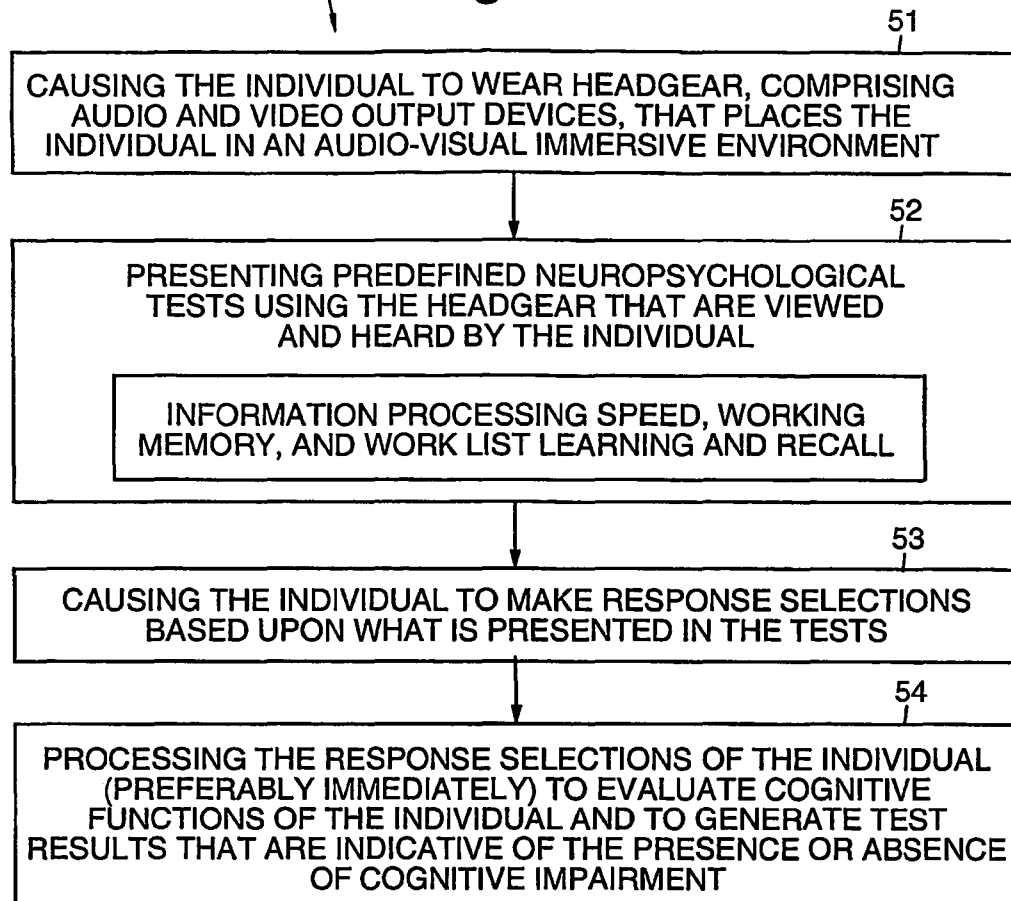 51
CAUSING THE INDIVIDUAL TO WEAR HEADGEAR, COMPRISING
AUDIO AND VIDEO OUTPUT DEVICES, THAT PLACES THE
INDIVIDUAL IN AN AUDIO-VISUAL IMMERSIVE ENVIRONMENT
52
PRESENTING PREDEFINED NEUROPSYCHOLOGICAL
TESTS USING THE HEADGEAR THAT ARE VIEWED
AND HEARD BY THE INDIVIDUAL
INFORMATION PROCESSING SPEED, WORKING
MEMORY, AND WORK LIST LEARNING AND RECALL
53
CAUSING THE INDIVIDUAL TO MAKE RESPONSE SELECTIONS
BASED UPON WHAT IS PRESENTED IN THE TESTS
54
PROCESSING THE RESPONSE SELECTIONS OF THE INDIVIDUAL
(PREFERABLY IMMEDIATELY) TO EVALUATE COGNITIVE
FUNCTIONS OF THE INDIVIDUAL AND TO GENERATE TEST
RESULTS THAT ARE INDICATIVE OF THE PRESENCE OR ABSENCE
OF COGNITIVE IMPAIRMENT